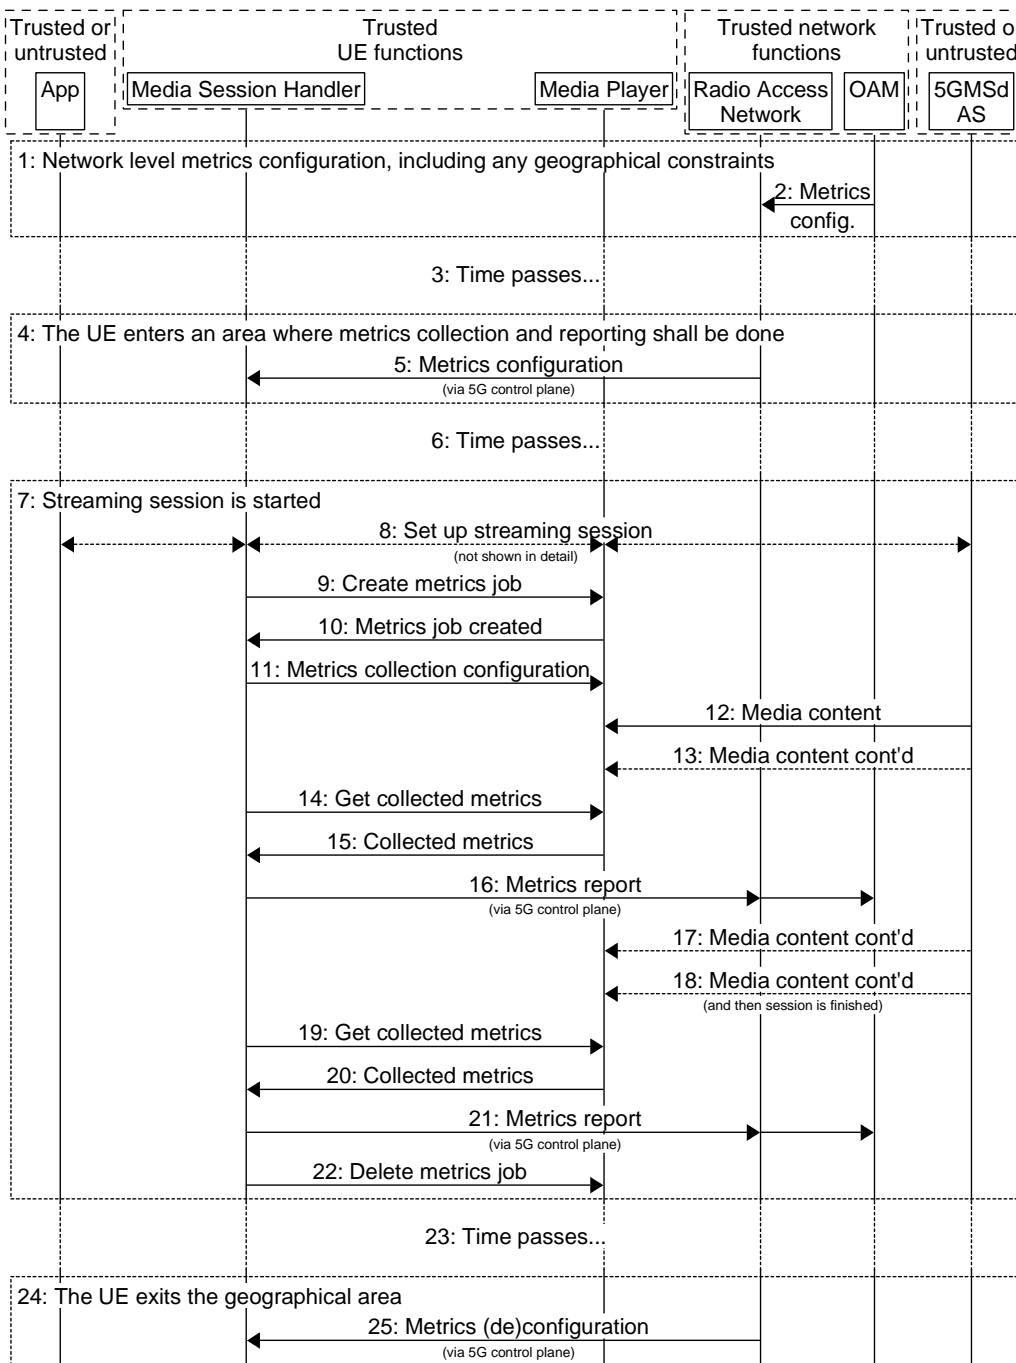 Trusted or
untrusted
Trusted
UE functions
Trusted network
functions
Trusted o
untrusted
App
Media Session Handler
Media Player
Radio Access
Network
OAM
5GMSd
AS
1: Network level metrics configuration, including any geographical constraints
2: Metrics
config.
3: Time passes...
4: The UE enters an area where metrics collection and reporting shall be done
5: Metrics configuration
(via 5G control plane)
6: Time passes...
7: Streaming session is started
8: Set up streaming session
(not shown in detail)
9: Create metrics job
10: Metrics job created
11: Metrics collection configuration
12: Media content
13: Media content cont'd
14: Get collected metrics
15: Collected metrics
16: Metrics report
(via 5G control plane)
17: Media content cont'd
18: Media content cont'd
(and then session is finished)
19: Get collected metrics
20: Collected metrics
21: Metrics report
(via 5G control plane)
22: Delete metrics job
23: Time passes...
24: The UE exits the geographical area
25: Metrics (de)configuration
(via 5G control plane)